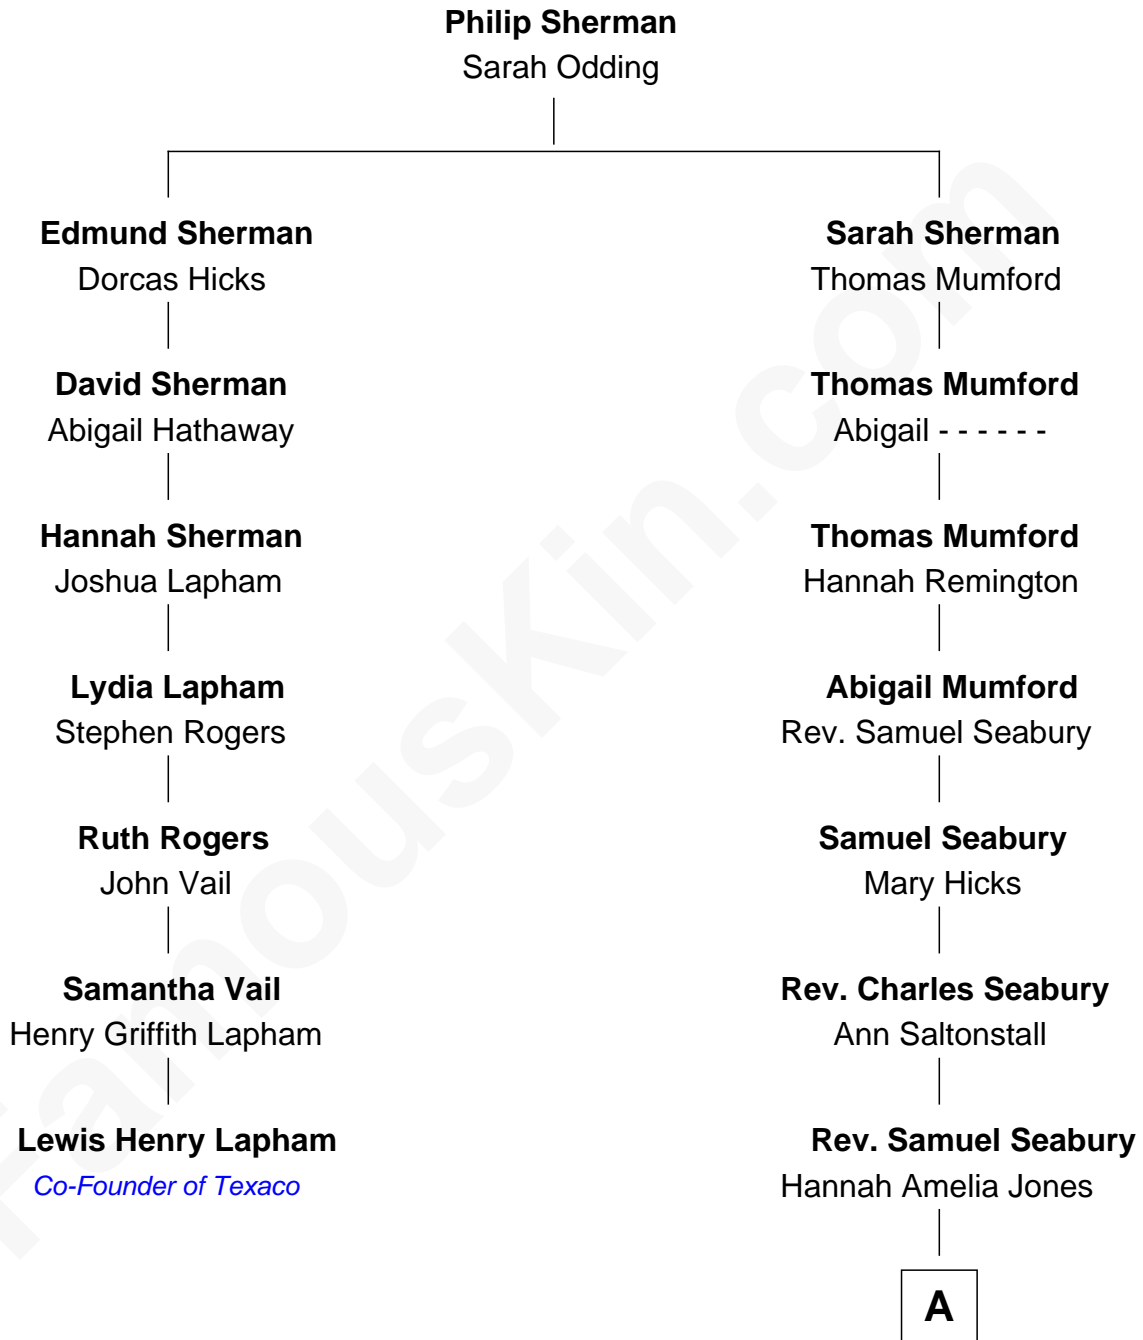 Philip Sherman
Sarah Odding
Edmund Sherman
Dorcas Hicks
David Sherman
Abigail Hathaway
Hannah Sherman
Joshua Lapham
Lydia Lapham
Stephen Rogers
Ruth Rogers
John Vail
Samantha Vail
Henry Griffith Lapham
Lewis Henry Lapham
Co-Founder of Texaco
Sarah Sherman
Thomas Mumford
Thomas Mumford
Abigail - - - - - -
Thomas Mumford
Hannah Remington
Abigail Mumford
Rev. Samuel Seabury
Samuel Seabury
Mary Hicks
Rev. Charles Seabury
Ann Saltonstall
Rev. Samuel Seabury
Hannah Amelia Jones
A
FamousKin.com